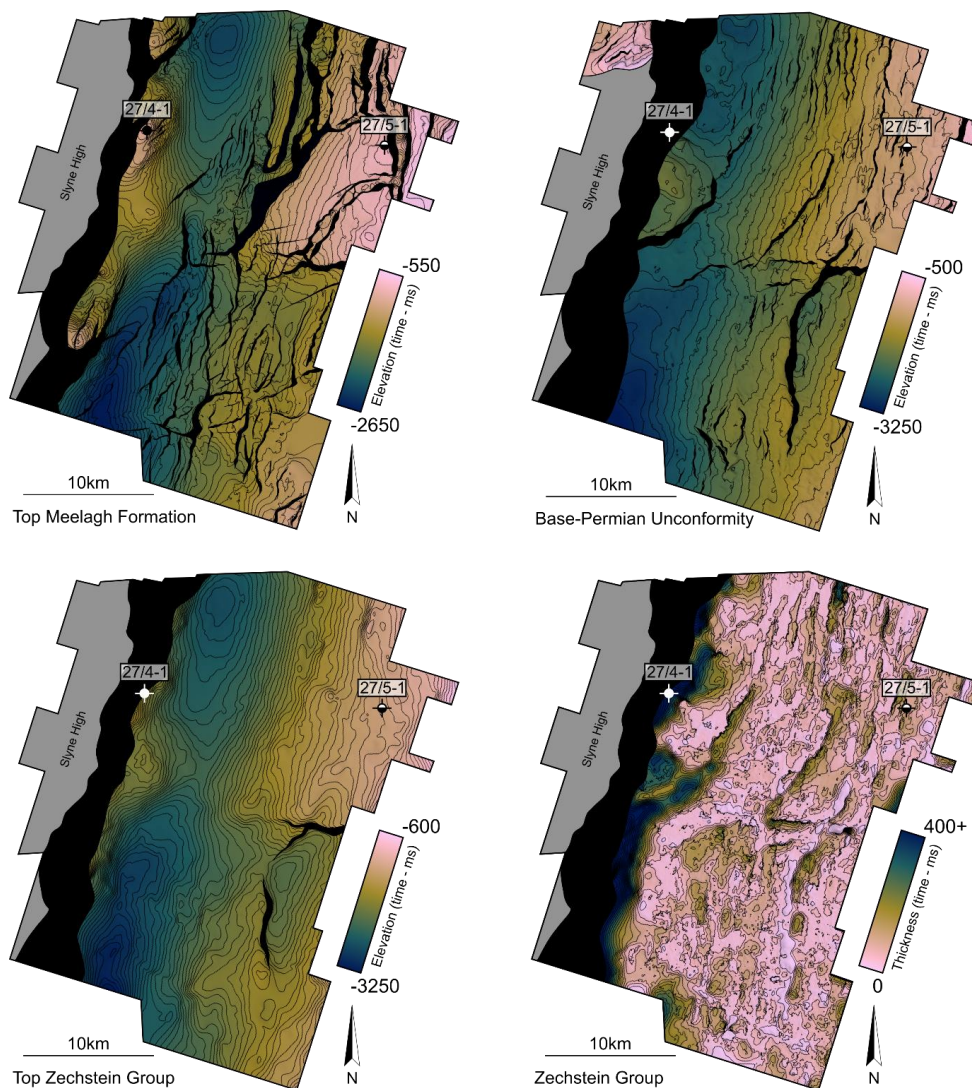 27/4-1
27/5-1
Slyne High
-550
Elevation (time - ms)
-2650
10km
N
Top Meelagh Formation
27/4-1
27/5-1
Slyne High
-500
Elevation (time - ms)
-3250
10km
N
Base-Permian Unconformity
27/4-1
27/5-1
Slyne High
-600
Elevation (time - ms)
-3250
10km
N
Top Zechstein Group
27/4-1
27/5-1
Slyne High
400+
Thickness (time - ms)
0
10km
N
Zechstein Group